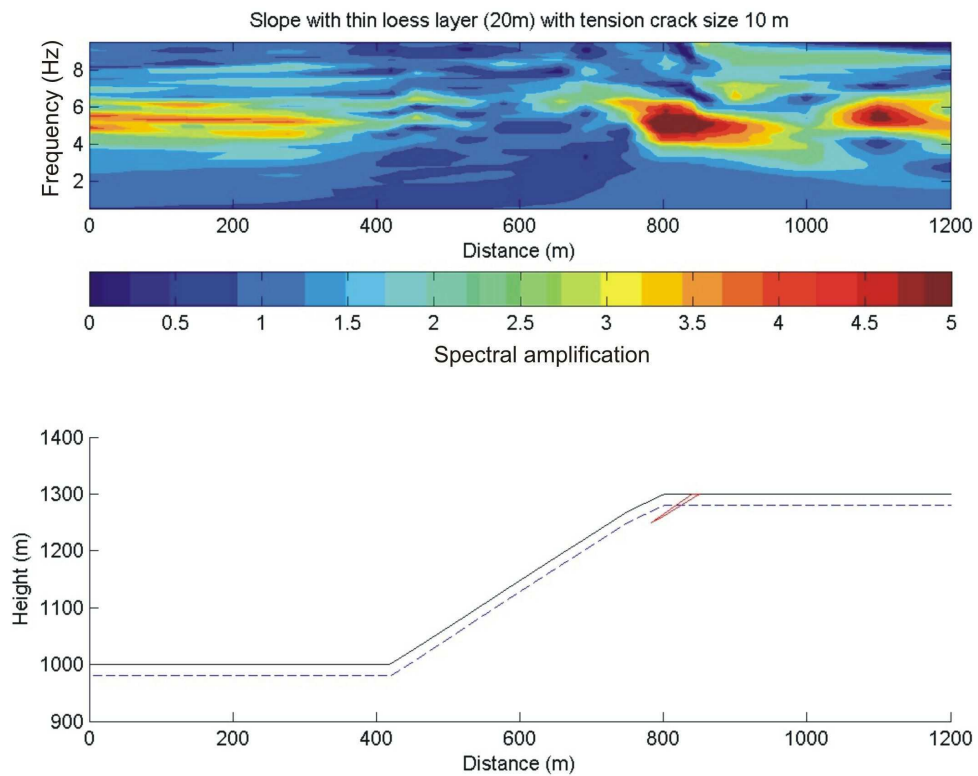 Slope with thin loess layer (20m) with tension crack size 10 m
Frequency (Hz)
8
6
4
2
0 200 400 600 800 1000 1200
Distance (m)
0 0.5 1 1.5 2 2.5 3 3.5 4 4.5 5
Spectral amplification
Height (m)
1400
1300
1200
1100
1000
900
0 200 400 600 800 1000 1200
Distance (m)